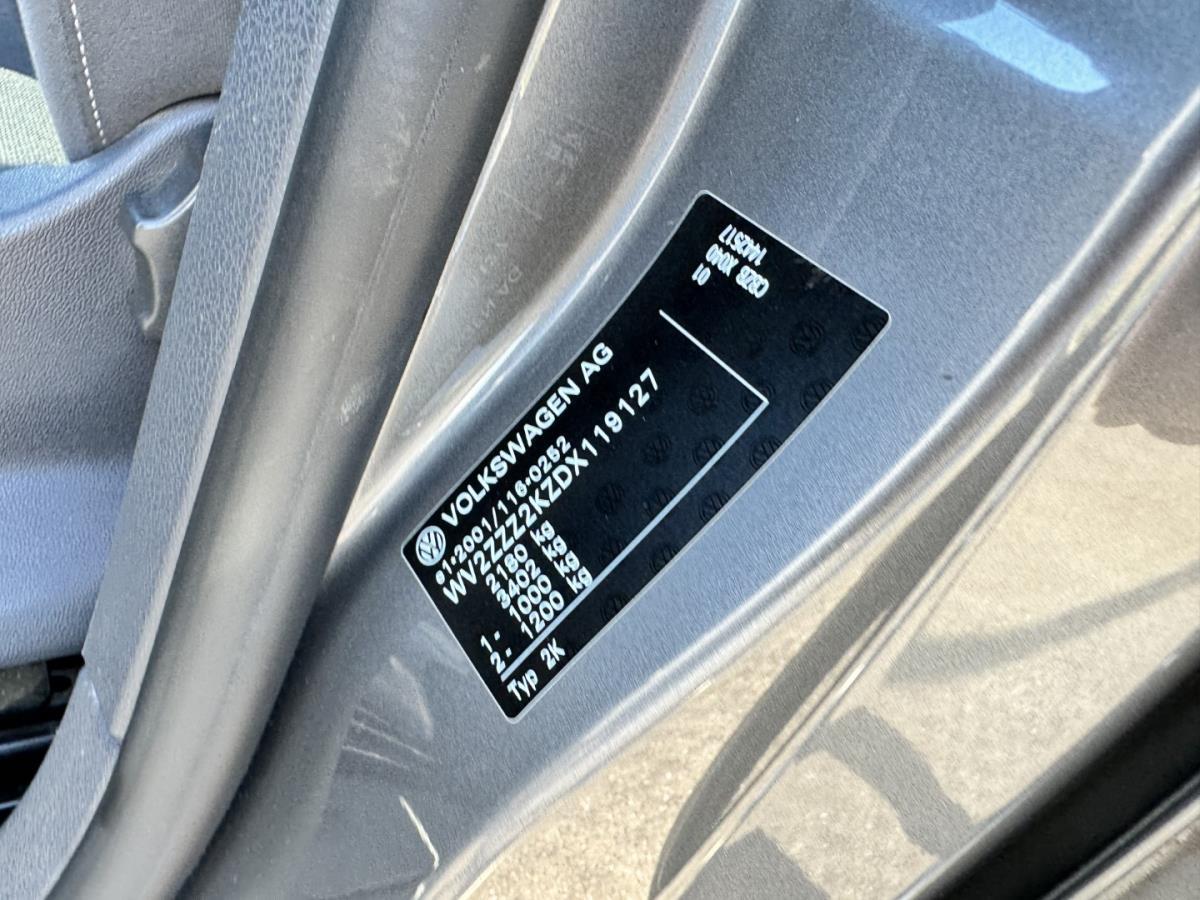 VOLKSWAGEN AG
e1*2001/116*0252
WV2ZZZ2KZDX119127
2180 kg
3402 kg
1- 1000 kg
2- 1200 kg
Typ 2K
01